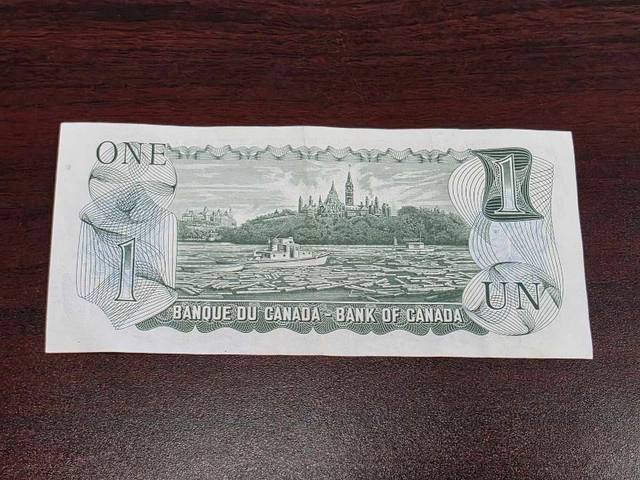 ONE
1
1
UN
BANQUE DU CANADA - BANK OF CANADA